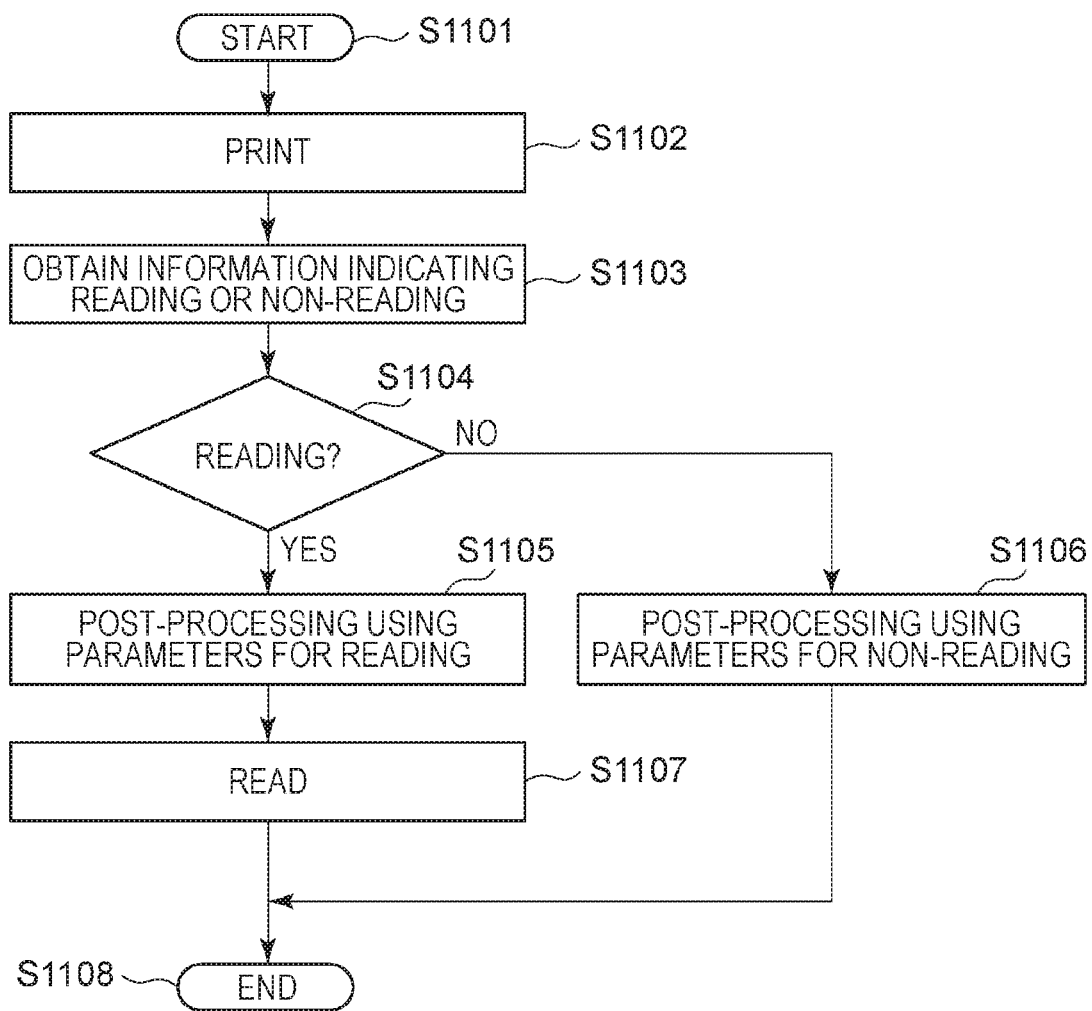 START
S1101
PRINT
S1102
OBTAIN INFORMATION INDICATING
READING OR NON-READING
S1103
S1104
READING?
NO
YES
S1105
S1106
POST-PROCESSING USING
PARAMETERS FOR READING
POST-PROCESSING USING
PARAMETERS FOR NON-READING
READ
S1107
S1108
END